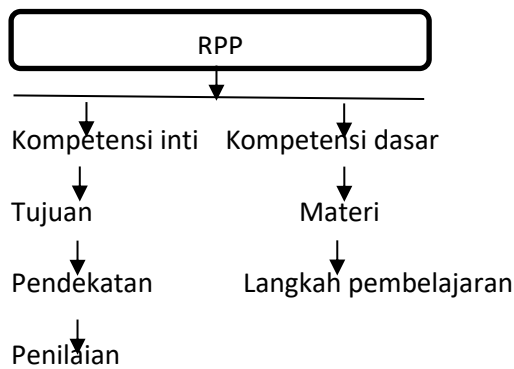 RPP
Kompetensi inti Kompetensi dasar
Tujuan Materi
Pendekatan Langkah pembelajaran
Penilaian